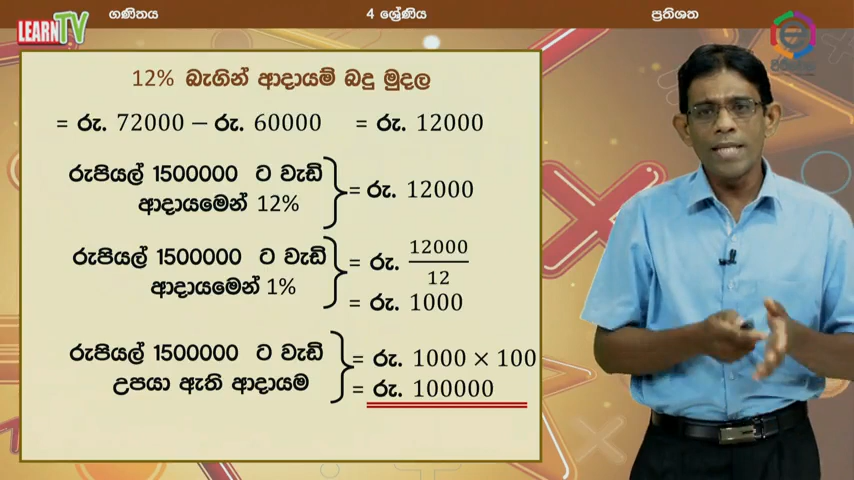 ගණිතය
4 ශ්‍රේණිය
ප්‍රතිශත
LEARN TV
12% බැගින් ආදායම් බදු මුදල
= රු. 72000 − රු. 60000 = රු. 12000
රුපියල් 1500000 ට වැඩි
ආදායමෙන් 12%
= රු. 12000
රුපියල් 1500000 ට වැඩි
ආදායමෙන් 1%
= රු. 12000/12
= රු. 1000
රුපියල් 1500000 ට වැඩි
උපයා ඇති ආදායම
= රු. 1000 × 100
= රු. 100000